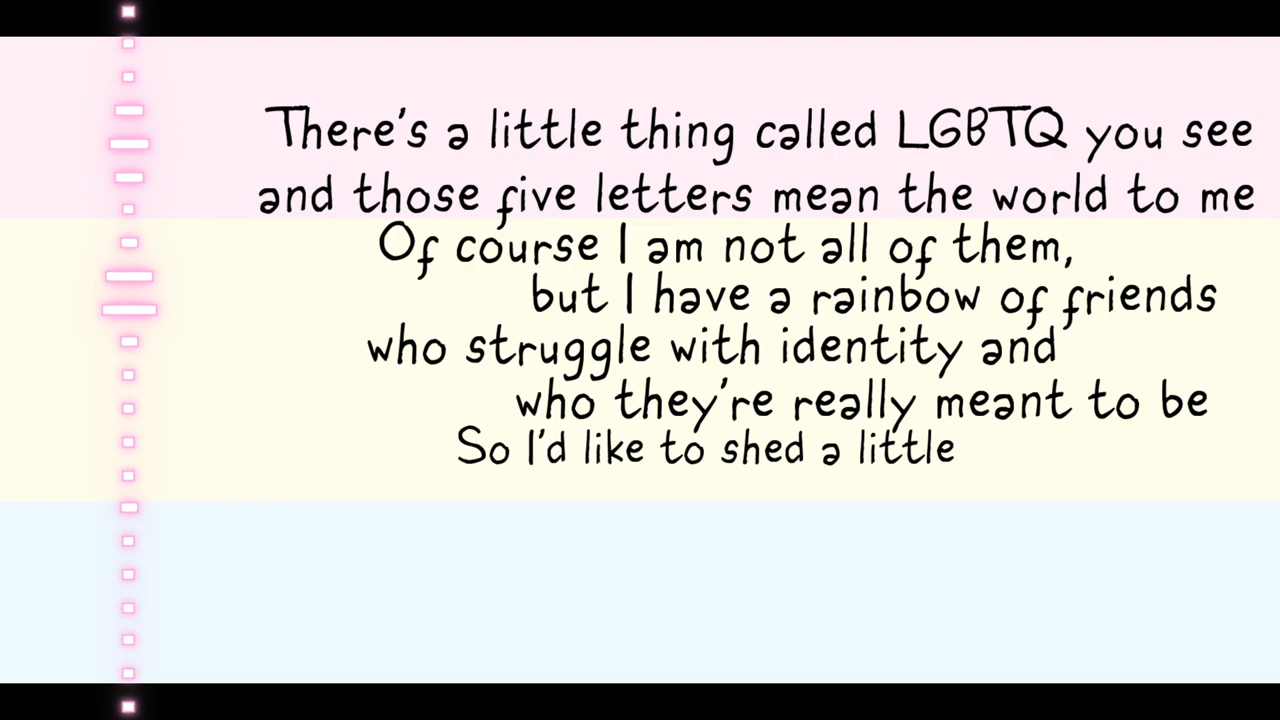 There's a little thing called LGBTQ you see
and those five letters mean the world to me
Of course I am not all of them,
but I have a rainbow of friends
who struggle with identity and
who they're really meant to be
So I'd like to shed a little